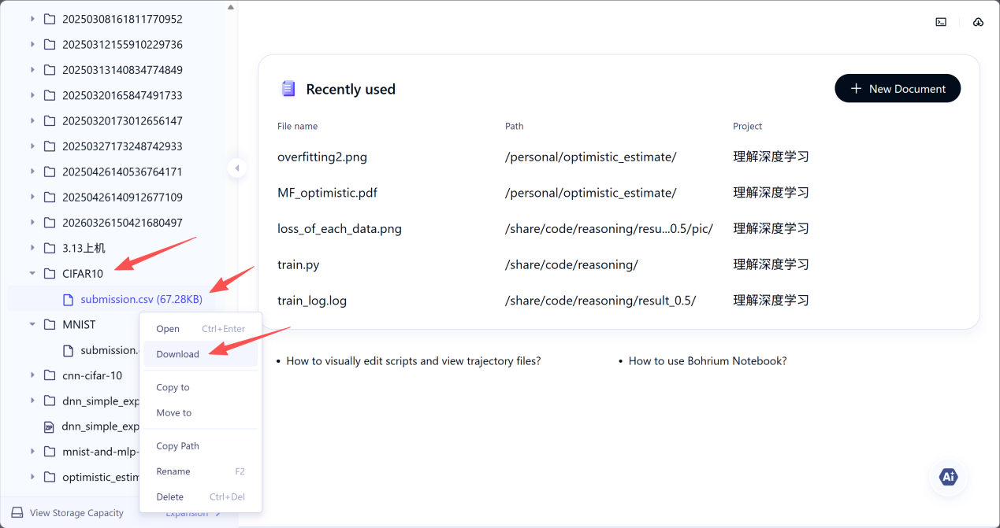 20250308161811770952
20250312155910229736
20250313140834774849
20250320165847491733
20250320173012656147
20250327173248742933
20250426140536764171
20250426140912677109
20260326150421680497
3.13上机
CIFAR10
submission.csv (67.28KB)
MNIST
submission.
cnn-cifar-10
dnn_simple_exp
dnn_simple_exp
ZIP
mnist-and-mlp-
optimistic_estim
View Storage Capacity
Expansion
Open Ctrl+Enter
Download
Copy to
Move to
Copy Path
Rename F2
Delete Ctrl+Del
Recently used
+ New Document
File name Path Project
overfitting2.png /personal/optimistic_estimate/ 理解深度学习
MF_optimistic.pdf /personal/optimistic_estimate/ 理解深度学习
loss_of_each_data.png /share/code/reasoning/resu...0.5/pic/ 理解深度学习
train.py /share/code/reasoning/ 理解深度学习
train_log.log /share/code/reasoning/result_0.5/ 理解深度学习
• How to visually edit scripts and view trajectory files? • How to use Bohrium Notebook?
Ai